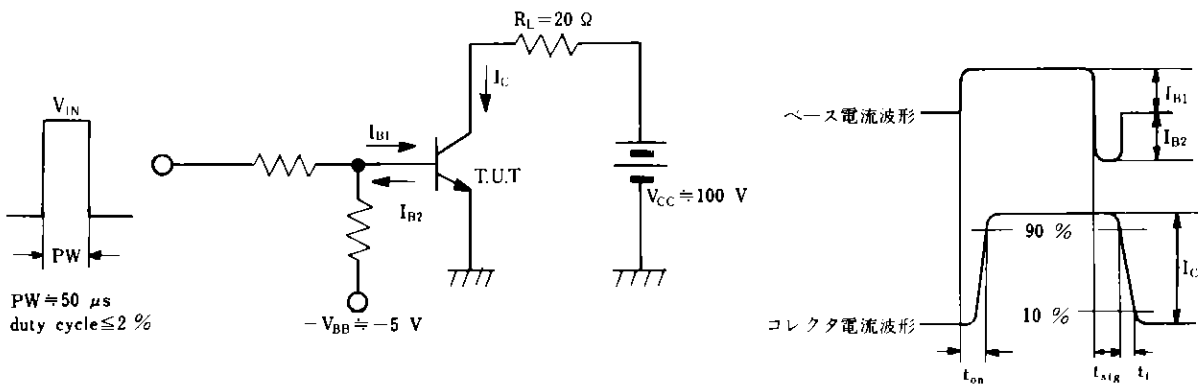 R_L=20 Ω
I_C
V_IN
I_B1
T.U.T
I_B2
V_CC≒100 V
PW
PW≒50 μs
duty cycle≦2 %
-V_BB≒-5 V
ベース電流波形
I_B1
I_B2
90 %
I_C
10 %
コレクタ電流波形
t_on
t_stg
t_f